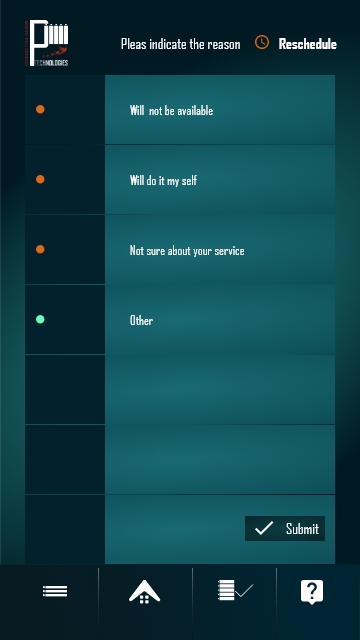 TECHNOLOGIES
Pleas indicate the reason
Reschedule
Will not be available
Will do it my self
Not sure about your service
Other
Submit
?